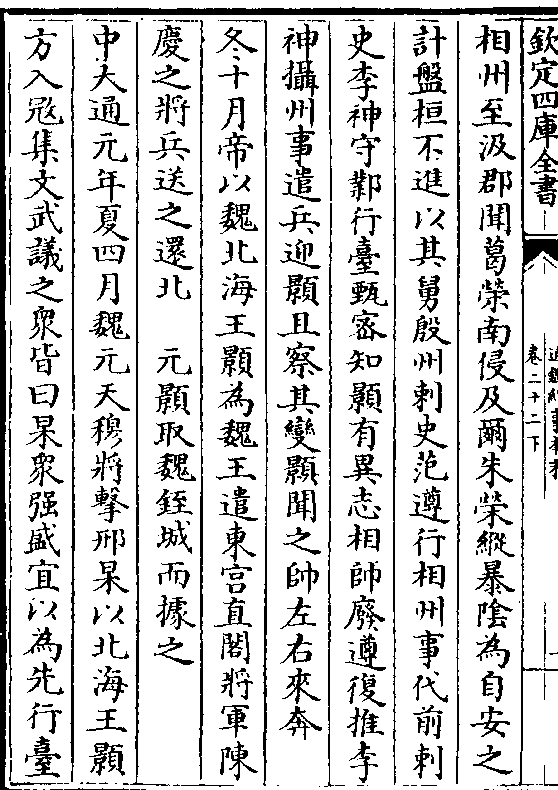 欽定四庫全書
卷二十二下
相州至汲郡聞葛榮南侵及爾朱榮縱暴陰為自安之
計盤桓不進以其舅殷州刺史范遵行相州事代前刺
史李神守鄴行臺甄密知顥有異志相帥廢遵復推李
神攝州事遣兵迎顥且察其變顥聞之帥左右來奔
冬十月帝以魏北海王顥為魏王遣東宮直閤將軍陳
慶之將兵送之還北　元顥取魏銍城而據之
中大通元年夏四月魏元天穆將擊邢杲以北海王顥
方入寇集文武議之衆皆曰杲衆强盛宜以為先行臺